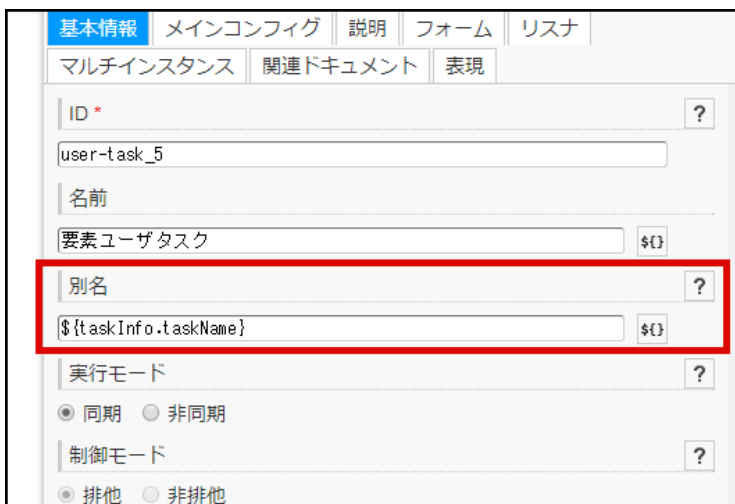 基本情報 メインコンフィグ 説明 フォーム リスナ
マルチインスタンス 関連ドキュメント 表現
ID * ?
user-task_5
名前
要素ユーザタスク ${}
別名 ?
${taskInfo.taskName} ${}
実行モード ?
同期 非同期
制御モード ?
排他 非排他